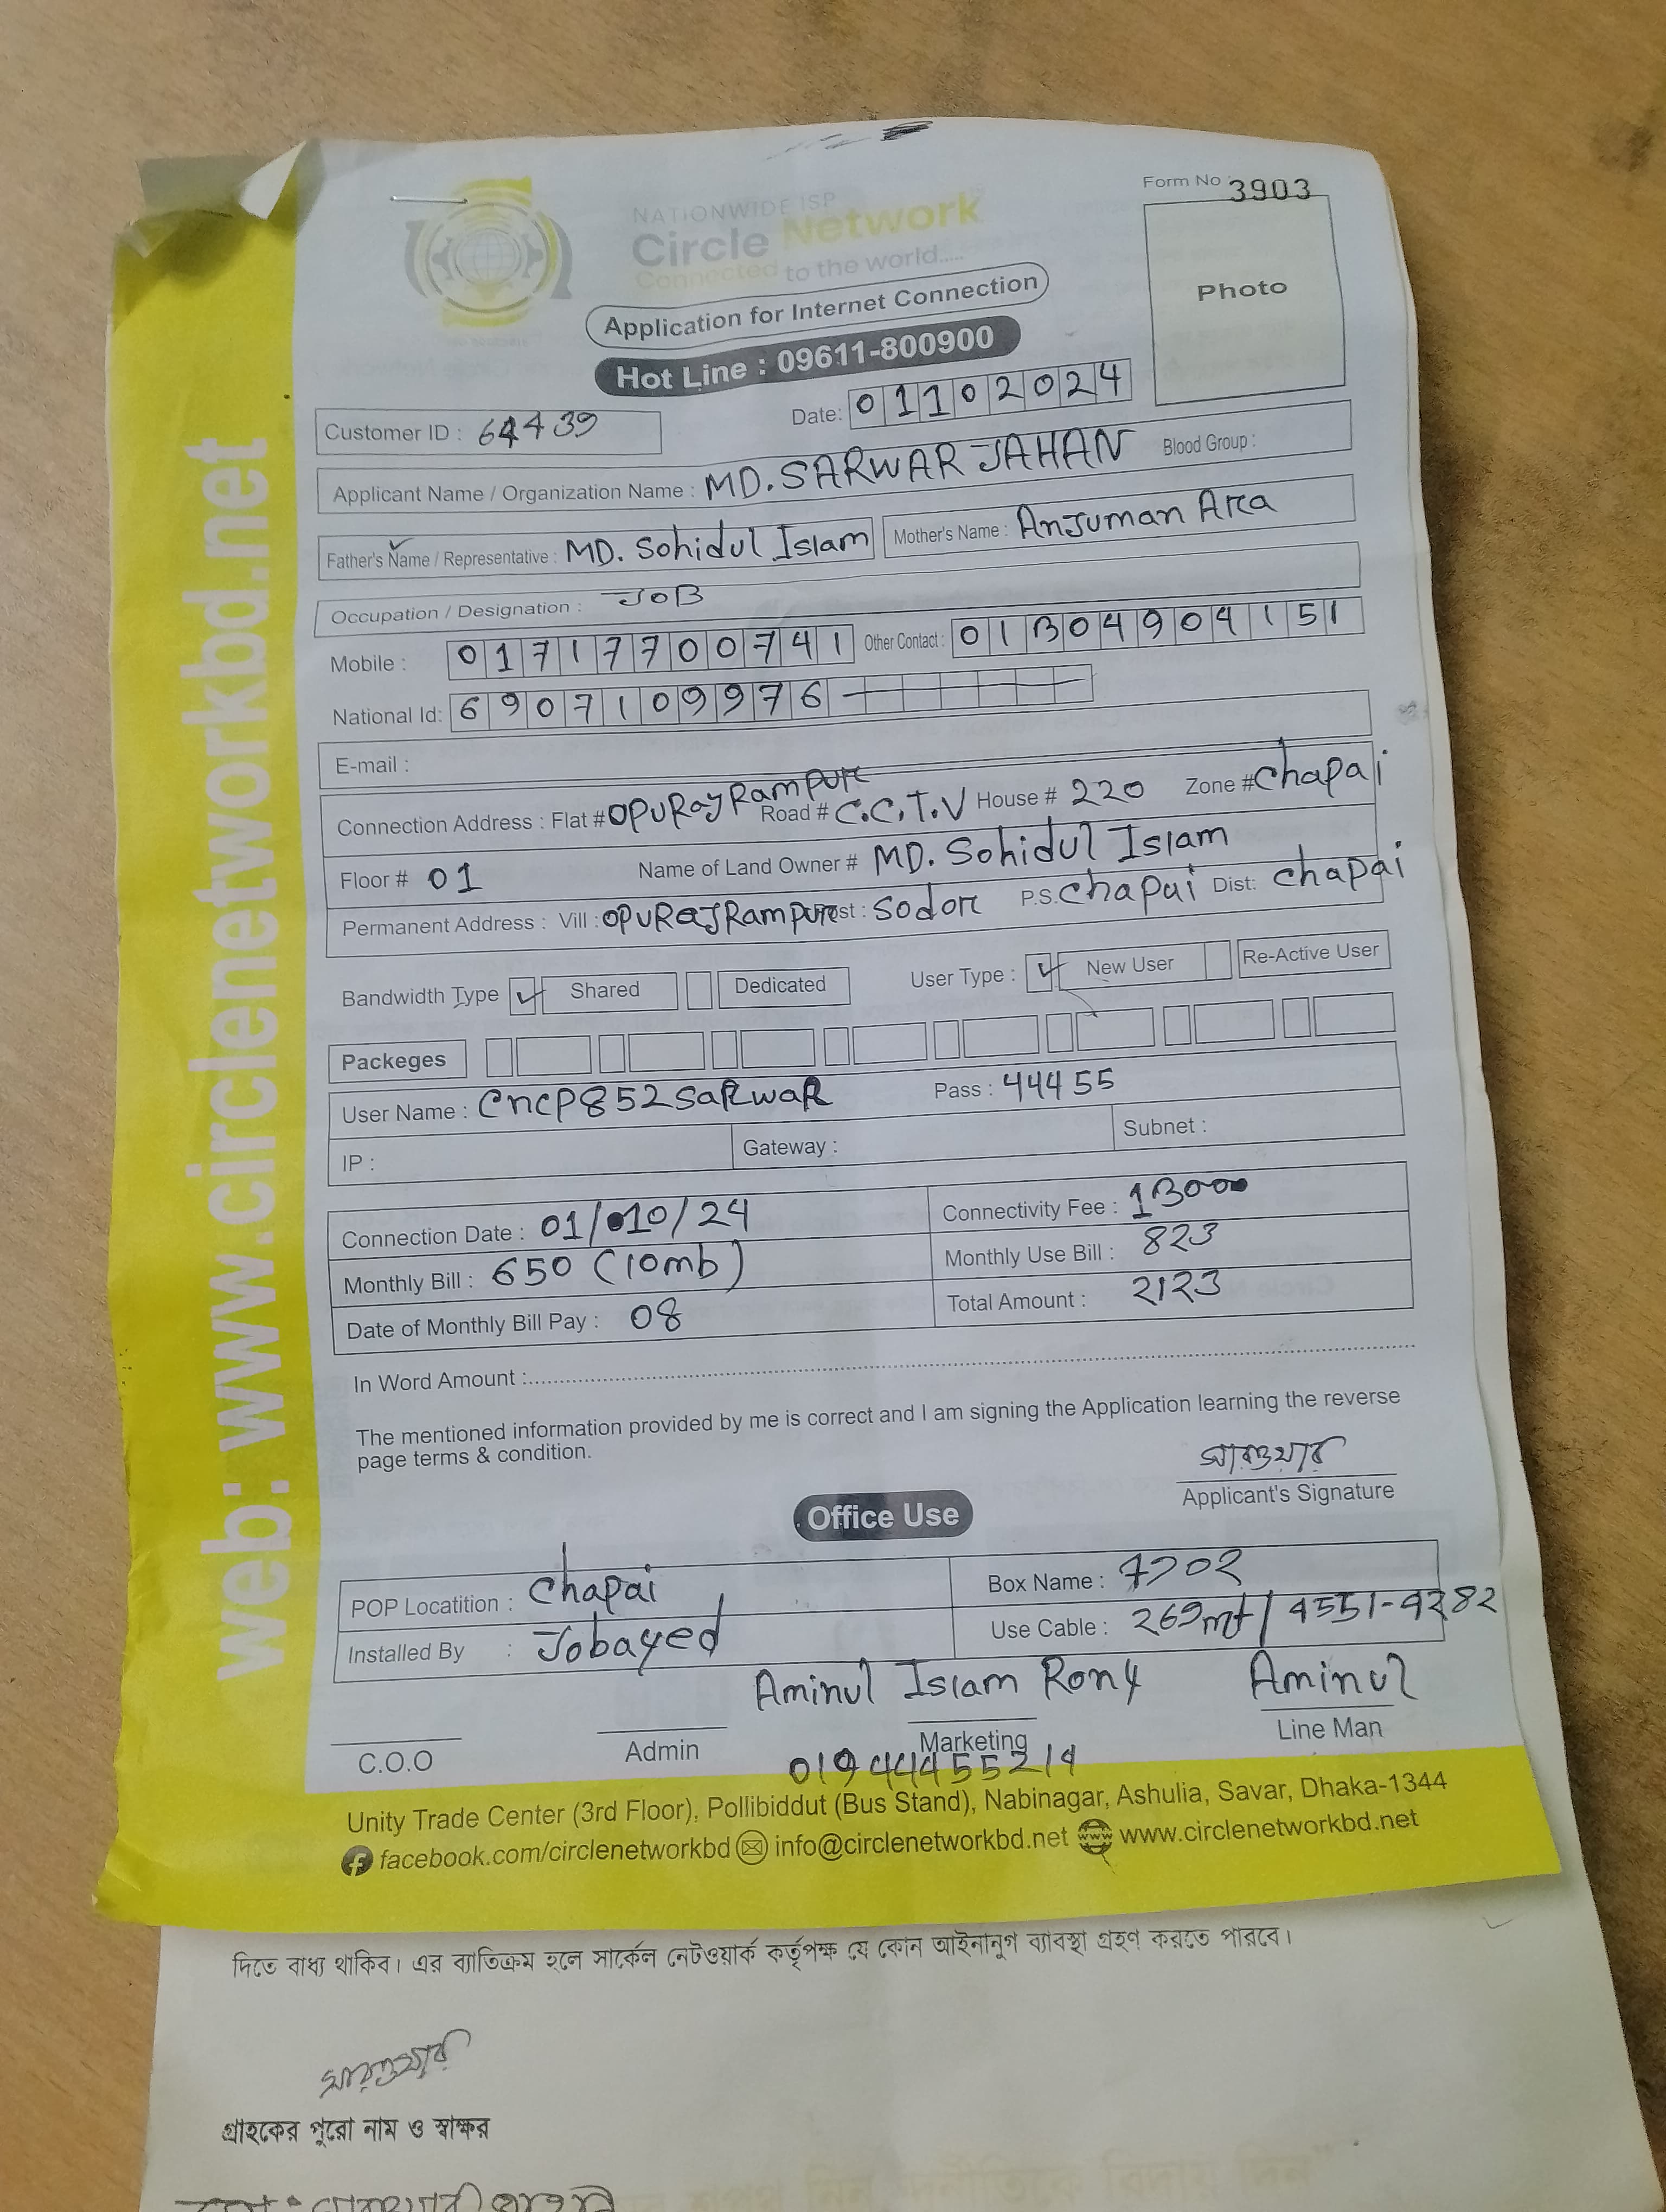 Form No : 3903
NATIONWIDE ISP
Circle Network
Connected to the world.....
Photo
Application for Internet Connection
Hot Line : 09611-800900
Date: 01102024
Customer ID : 64439
Applicant Name / Organization Name : MD. SARWAR JAHAN Blood Group :
Father's Name / Representative : MD. Sohidul Islam Mother's Name : Anjuman Ara
Occupation / Designation : JOB
Mobile : 01717700741 Other Contact : 01304904151
National Id: 6907109976
E-mail :
Connection Address : Flat # OPURajRampur Road # C.C.T.V House # 220 Zone # chapai
Floor # 01 Name of Land Owner # MD. Sohidul Islam
Permanent Address : Vill : OPURajRampur Post : Sodor P.S. chapai Dist: chapai
Bandwidth Type Shared Dedicated User Type : New User Re-Active User
Packeges
User Name : cncp852sarwar Pass : 44455
IP : Gateway : Subnet :
Connection Date : 01/10/24 Connectivity Fee : 1300
Monthly Bill : 650 (10mb) Monthly Use Bill : 823
Date of Monthly Bill Pay : 08 Total Amount : 2123
In Word Amount :
The mentioned information provided by me is correct and I am signing the Application learning the reverse
page terms & condition.
সারওয়ার
Applicant's Signature
Office Use
POP Locatition : chapai Box Name :
Installed By : Jobayed Use Cable : 269mt / 4551-4282
Aminul Islam Rony Aminul
C.O.O Admin Marketing Line Man
01944455214
Unity Trade Center (3rd Floor), Pollibiddut (Bus Stand), Nabinagar, Ashulia, Savar, Dhaka-1344
facebook.com/circlenetworkbd info@circlenetworkbd.net www www.circlenetworkbd.net
web: www.circlenetworkbd.net
দিতে বাধ্য থাকিব। এর ব্যাতিক্রম হলে সার্কেল নেটওয়ার্ক কর্তৃপক্ষ যে কোন আইনানুগ ব্যাবস্থা গ্রহণ করতে পারবে।
সারওয়ার
গ্রাহকের পুরো নাম ও স্বাক্ষর